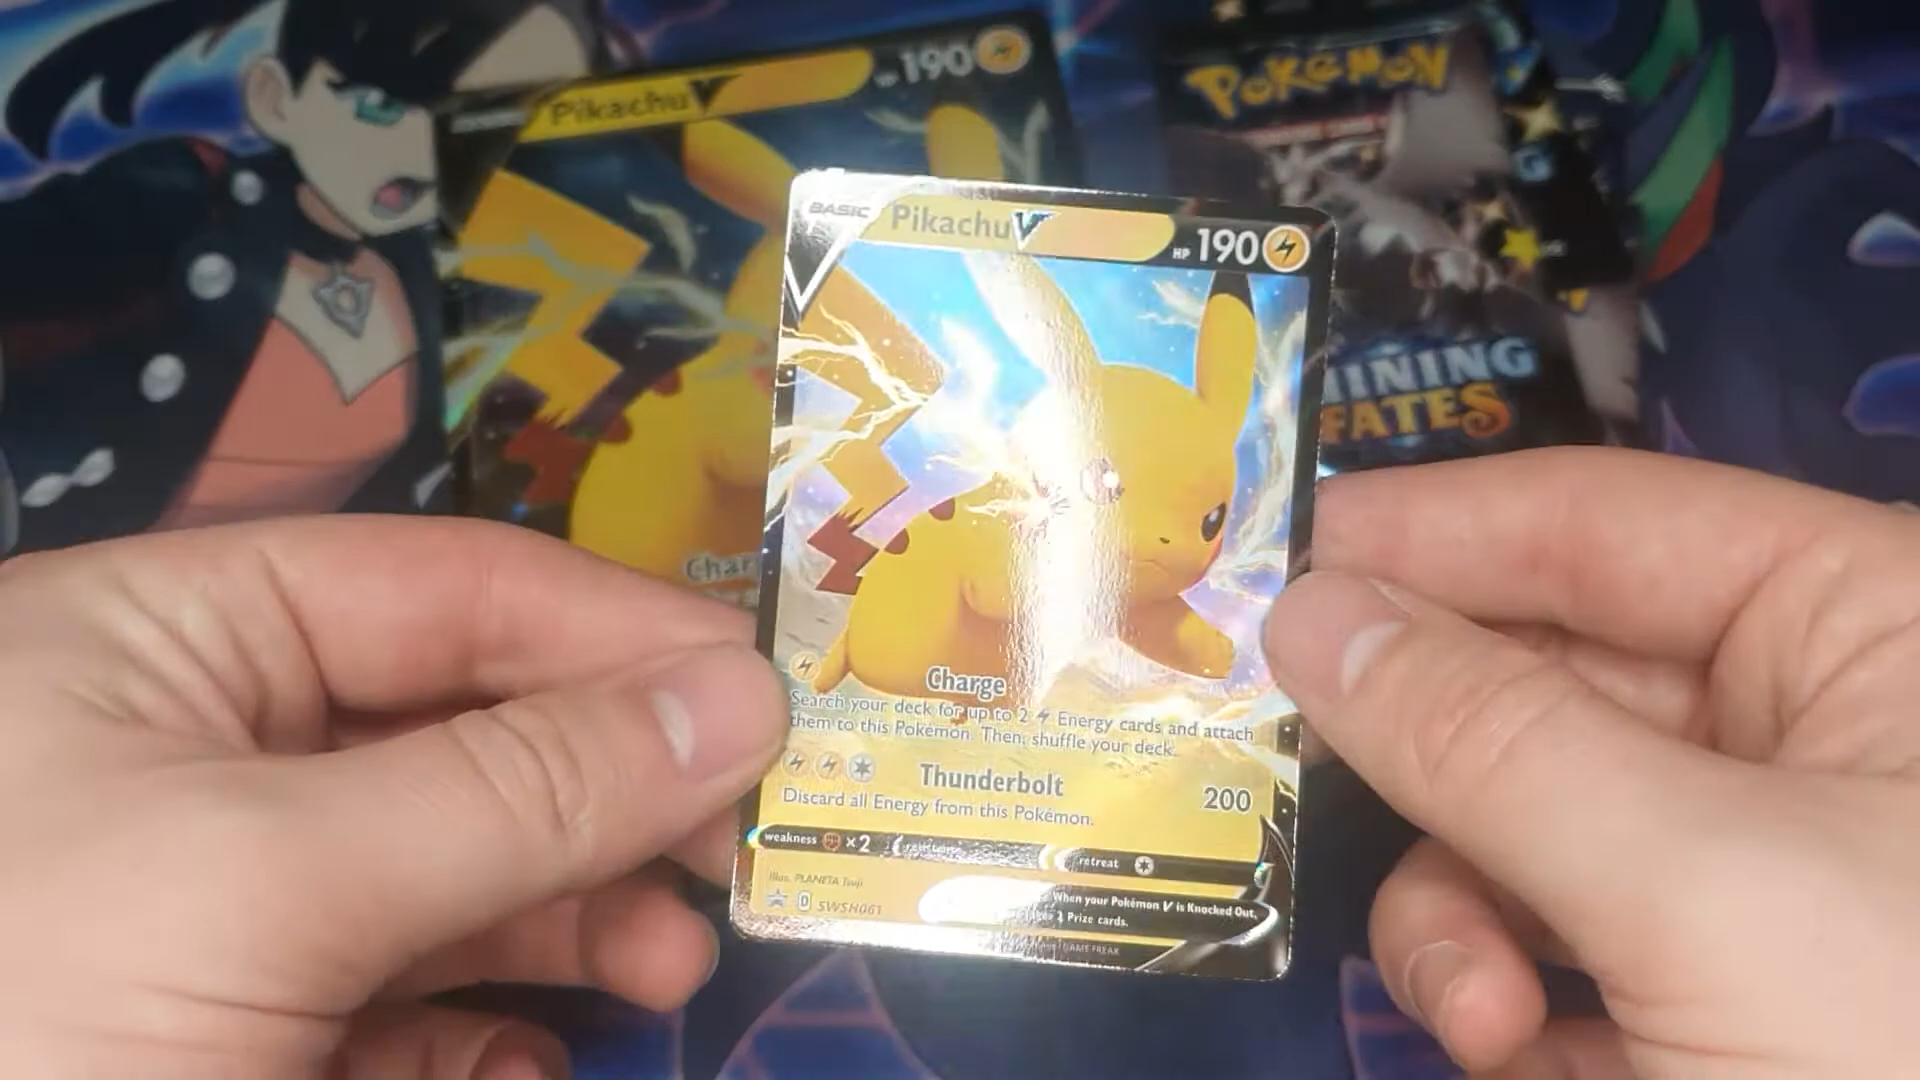 Pikachu V
190
POKÉMON
BASIC
Pikachu V
HP 190
SHINING
FATES
Char
Charge
Search your deck for up to 2 Energy cards and attach
them to this Pokémon. Then, shuffle your deck.
Thunderbolt 200
Discard all Energy from this Pokémon.
weakness ×2
retreat
Illus. PLANETA Tsuji
D SWSH061
When your Pokémon V is Knocked Out,
2 Prize cards.
GAME FREAK